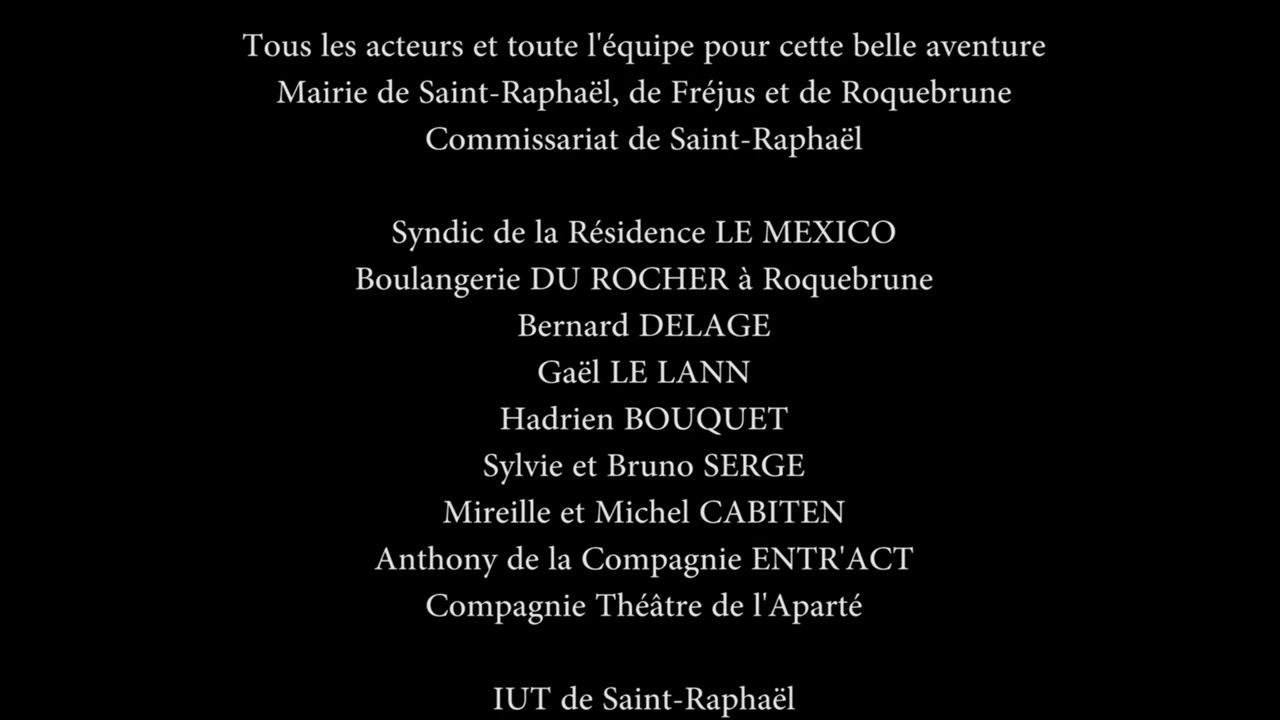 Tous les acteurs et toute l'équipe pour cette belle aventure
Mairie de Saint-Raphaël, de Fréjus et de Roquebrune
Commissariat de Saint-Raphaël
Syndic de la Résidence LE MEXICO
Boulangerie DU ROCHER à Roquebrune
Bernard DELAGE
Gaël LE LANN
Hadrien BOUQUET
Sylvie et Bruno SERGE
Mireille et Michel CABITEN
Anthony de la Compagnie ENTR'ACT
Compagnie Théâtre de l'Aparté
IUT de Saint-Raphaël